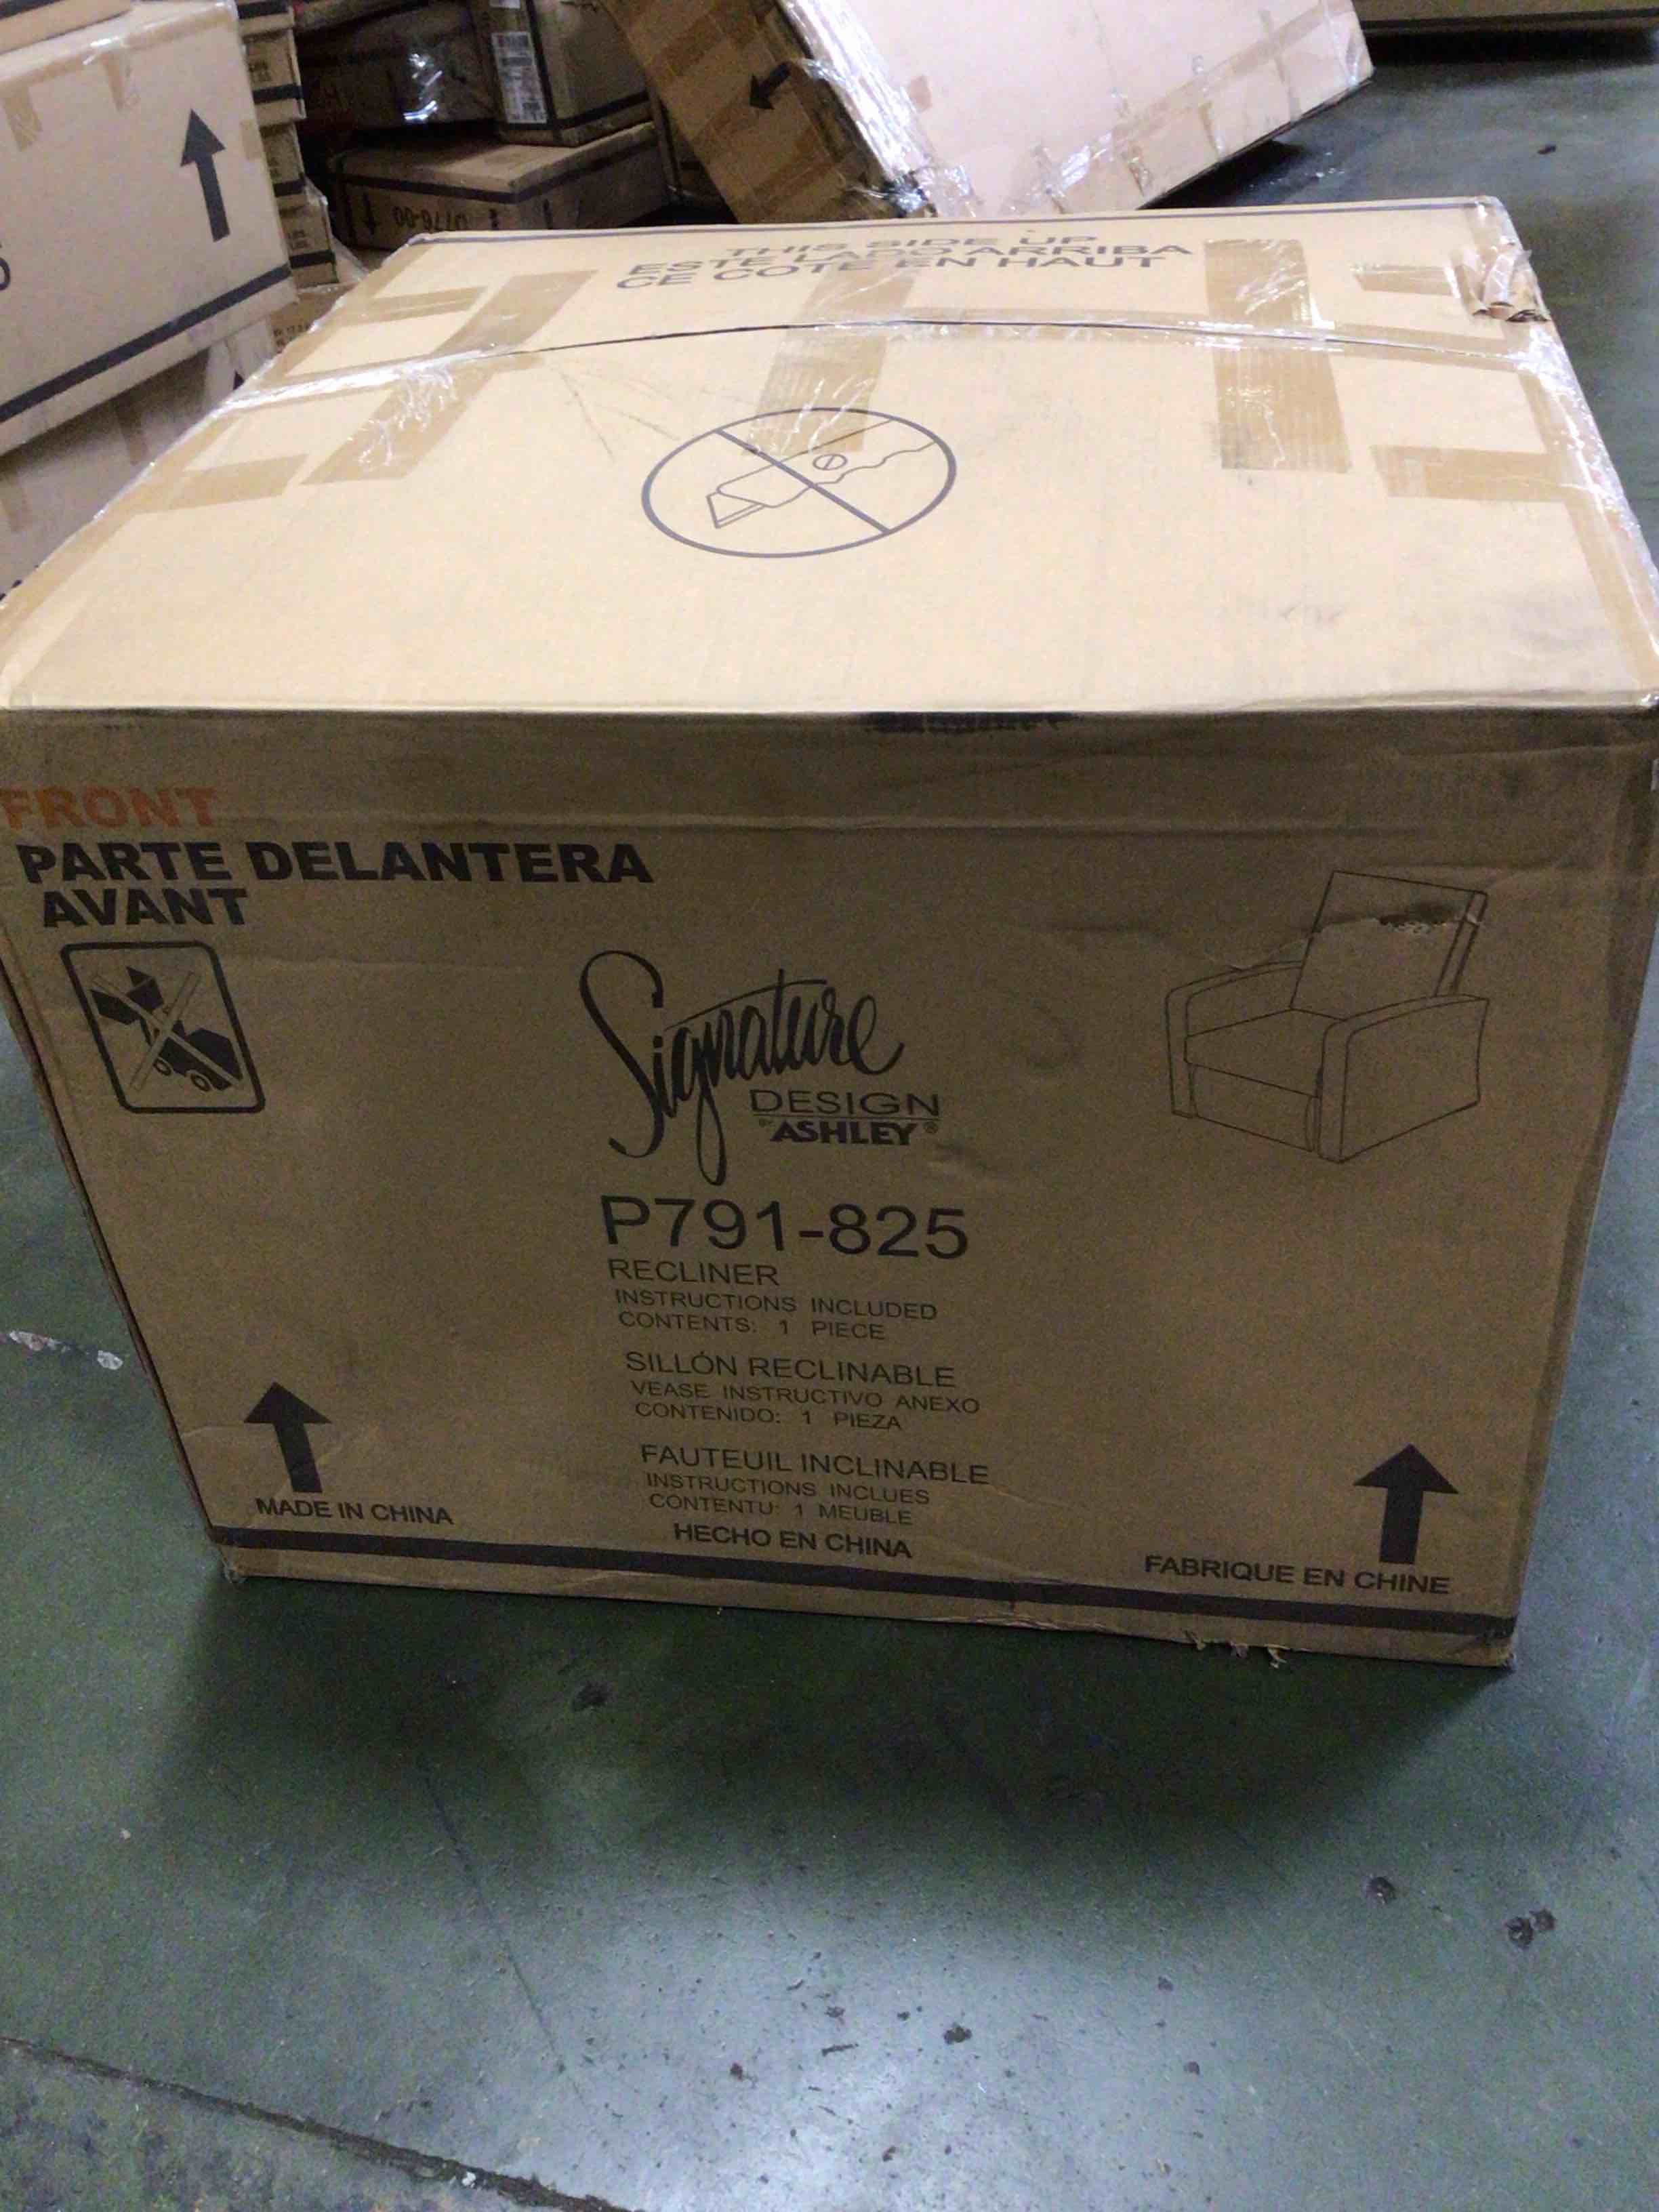 THIS SIDE UP
ESTE LADO ARRIBA
CE COTE EN HAUT
FRONT
PARTE DELANTERA
AVANT
Signature
DESIGN
BY ASHLEY®
P791-825
RECLINER
INSTRUCTIONS INCLUDED
CONTENTS: 1 PIECE
SILLÓN RECLINABLE
VEASE INSTRUCTIVO ANEXO
CONTENIDO: 1 PIEZA
FAUTEUIL INCLINABLE
INSTRUCTIONS INCLUES
CONTENTU: 1 MEUBLE
MADE IN CHINA
HECHO EN CHINA
FABRIQUE EN CHINE